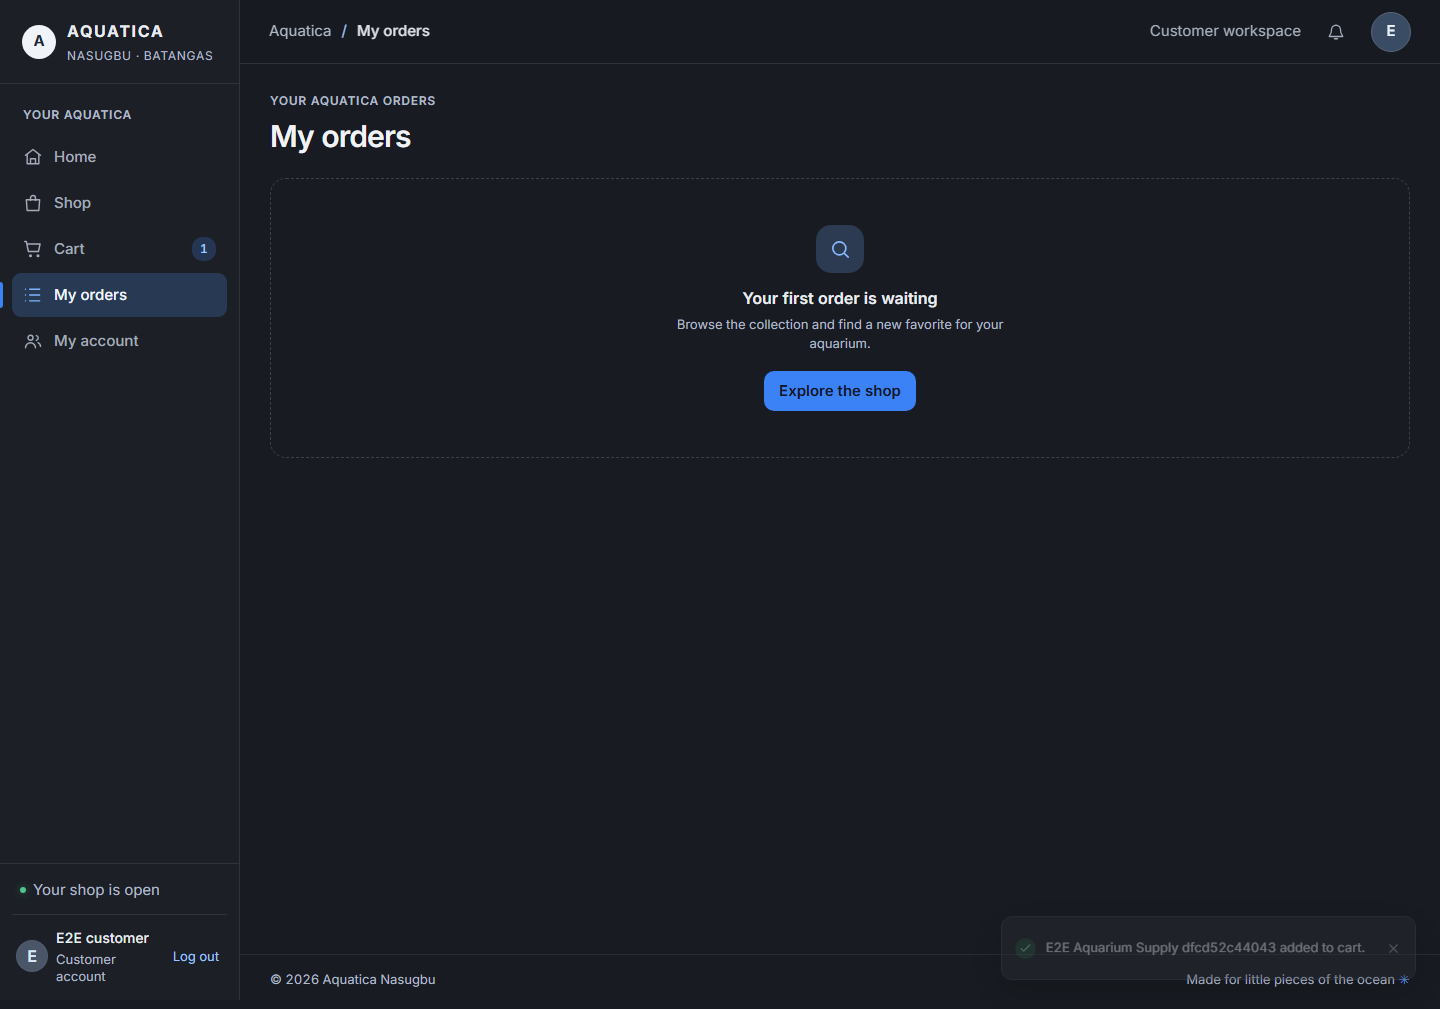 A
AQUATICA
NASUGBU · BATANGAS
YOUR AQUATICA
Home
Shop
Cart
1
My orders
My account
Your shop is open
E
E2E customer
Customer
account
Log out
Aquatica / My orders
Customer workspace
E
YOUR AQUATICA ORDERS
My orders
Your first order is waiting
Browse the collection and find a new favorite for your
aquarium.
Explore the shop
E2E Aquarium Supply dfcd52c44043 added to cart.
© 2026 Aquatica Nasugbu
Made for little pieces of the ocean ✳